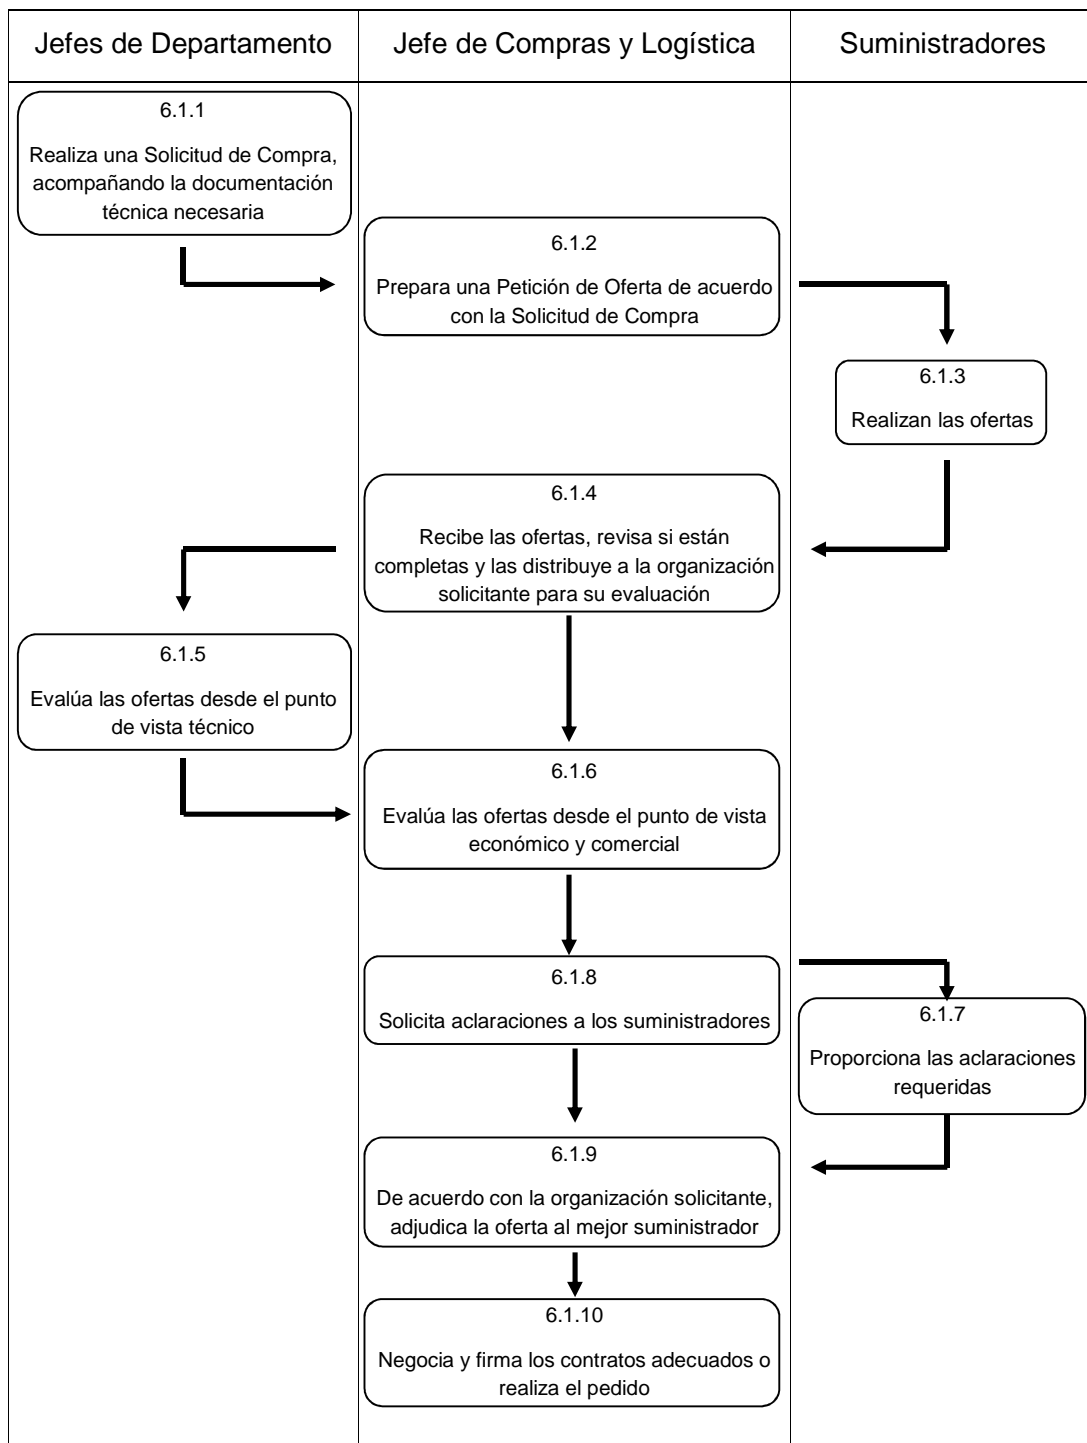 Jefes de Departamento
Jefe de Compras y Logística
Suministradores
6.1.1
Realiza una Solicitud de Compra,
acompañando la documentación
técnica necesaria
6.1.2
Prepara una Petición de Oferta de acuerdo
con la Solicitud de Compra
6.1.3
Realizan las ofertas
6.1.4
Recibe las ofertas, revisa si están
completas y las distribuye a la organización
solicitante para su evaluación
6.1.5
Evalúa las ofertas desde el punto
de vista técnico
6.1.6
Evalúa las ofertas desde el punto de vista
económico y comercial
6.1.8
Solicita aclaraciones a los suministradores
6.1.7
Proporciona las aclaraciones
requeridas
6.1.9
De acuerdo con la organización solicitante,
adjudica la oferta al mejor suministrador
6.1.10
Negocia y firma los contratos adecuados o
realiza el pedido